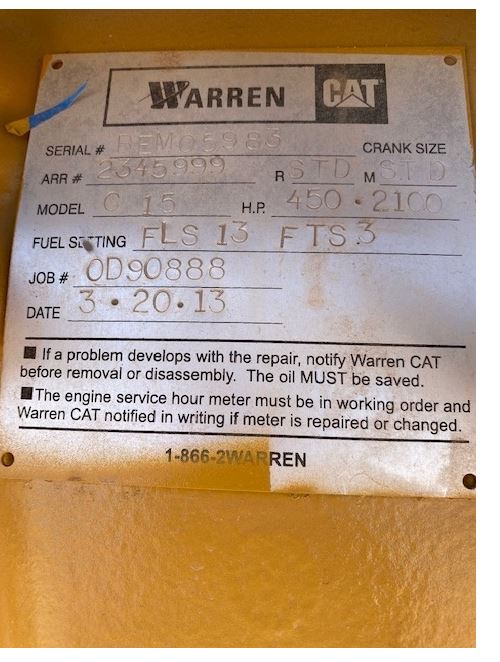 WARREN CAT
SERIAL # BEM05983 CRANK SIZE
ARR # 2345999 R STD M STD
MODEL C 15 H.P. 450 • 2100
FUEL SETTING FLS 13 FTS 3
JOB # 0D90888
DATE 3 • 20 • 13
If a problem develops with the repair, notify Warren CAT
before removal or disassembly. The oil MUST be saved.
The engine service hour meter must be in working order and
Warren CAT notified in writing if meter is repaired or changed.
1-866-2WARREN